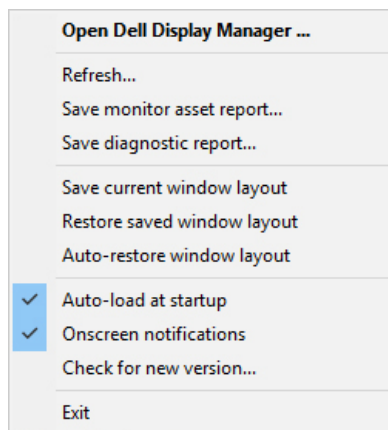 Open Dell Display Manager ...
Refresh...
Save monitor asset report...
Save diagnostic report...
Save current window layout
Restore saved window layout
Auto-restore window layout
Auto-load at startup
Onscreen notifications
Check for new version...
Exit